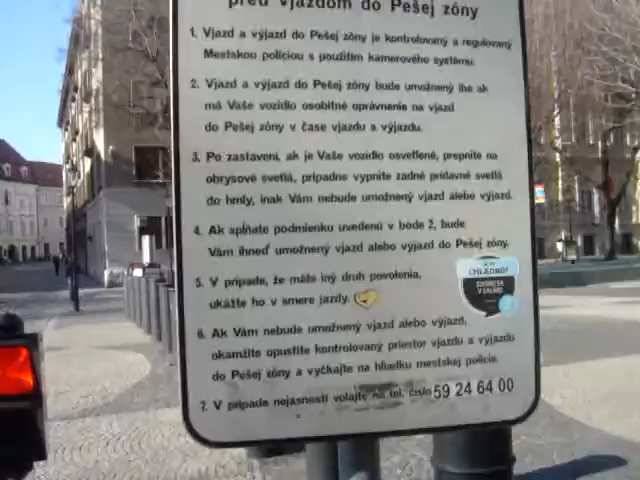 pred vjazdom do Pešej zóny
1. Vjazd a výjazd do Pešej zóny je kontrolovaný a regulovaný
Mestskou políciou s použitím kamerového systému.
2. Vjazd a výjazd do Pešej zóny bude umožnený iba ak
má Vaše vozidlo osobitné oprávnenie na vjazd
do Pešej zóny v čase vjazdu a výjazdu.
3. Po zastavení, ak je Vaše vozidlo osvetlené, prepnite na
obrysové svetlá, prípadne vypnite zadné prídavné svetlá
do hmly, inak Vám nebude umožnený vjazd alebo výjazd.
4. Ak spĺňate podmienku uvedenú v bode 2, bude
Vám ihneď umožnený vjazd alebo výjazd do Pešej zóny.
5. V prípade, že máte iný druh povolenia,
ukážte ho v smere jazdy.
6. Ak Vám nebude umožnený vjazd alebo výjazd,
okamžite opustite kontrolovaný priestor vjazdu a výjazdu
do Pešej zóny a vyčkajte na hliadku mestskej polície.
7. V prípade nejasností volajte na tel. číslo 59 24 64 00